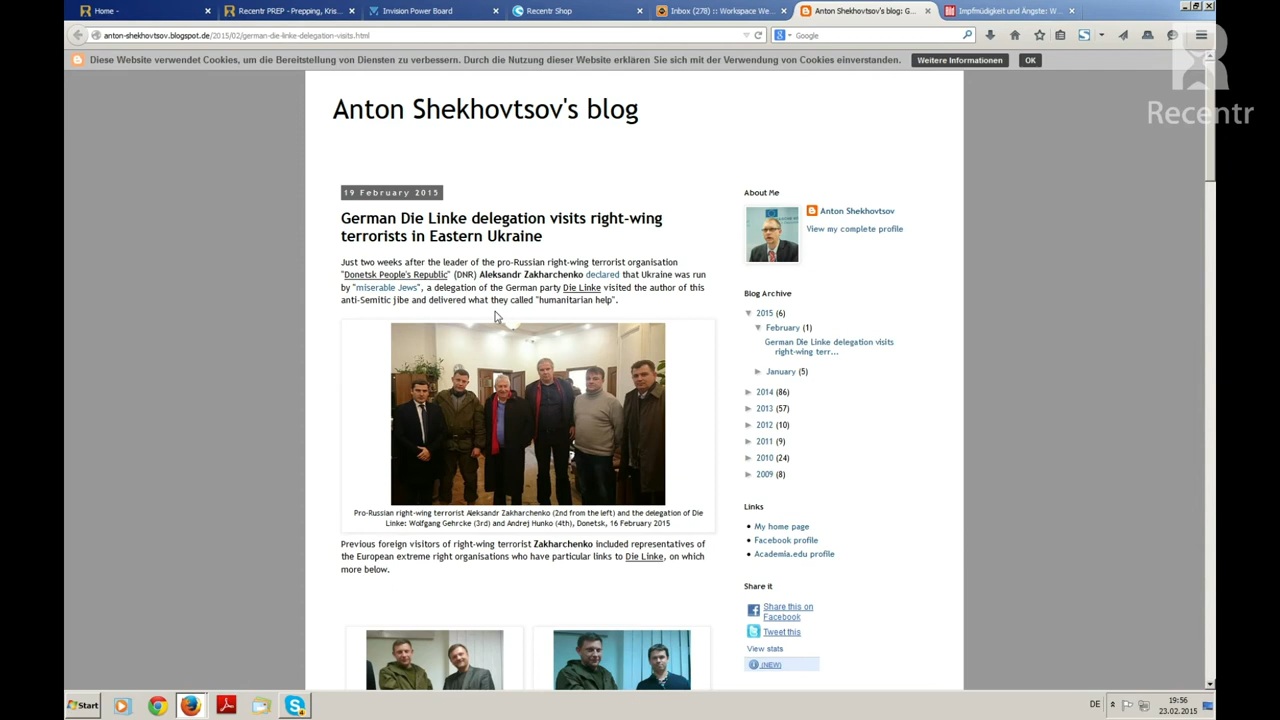 Home -
Recentr PREP - Prepping, Kris...
Invision Power Board
Recentr Shop
Inbox (278) :: Workspace We...
Anton Shekhovtsov's blog: G...
Impfmüdigkeit und Ängste: W...
anton-shekhovtsov.blogspot.de/2015/02/german-die-linke-delegation-visits.html
Google
Diese Website verwendet Cookies, um die Bereitstellung von Diensten zu verbessern. Durch die Nutzung dieser Website erklären Sie sich mit der Verwendung von Cookies einverstanden.
Weitere Informationen
OK
Recentr
Anton Shekhovtsov's blog
19 February 2015
German Die Linke delegation visits right-wing
terrorists in Eastern Ukraine
Just two weeks after the leader of the pro-Russian right-wing terrorist organisation
"Donetsk People's Republic" (DNR) Aleksandr Zakharchenko declared that Ukraine was run
by "miserable Jews", a delegation of the German party Die Linke visited the author of this
anti-Semitic jibe and delivered what they called "humanitarian help".
Pro-Russian right-wing terrorist Aleksandr Zakharchenko (2nd from the left) and the delegation of Die
Linke: Wolfgang Gehrcke (3rd) and Andrej Hunko (4th), Donetsk, 16 February 2015
Previous foreign visitors of right-wing terrorist Zakharchenko included representatives of
the European extreme right organisations who have particular links to Die Linke, on which
more below.
About Me
Anton Shekhovtsov
View my complete profile
Blog Archive
▼ 2015 (6)
▼ February (1)
German Die Linke delegation visits
right-wing terr...
► January (5)
► 2014 (86)
► 2013 (57)
► 2012 (10)
► 2011 (9)
► 2010 (24)
► 2009 (8)
Links
• My home page
• Facebook profile
• Academia.edu profile
Share it
Share this on
Facebook
Tweet this
View stats
(NEW)
Start
DE
19:56
23.02.2015